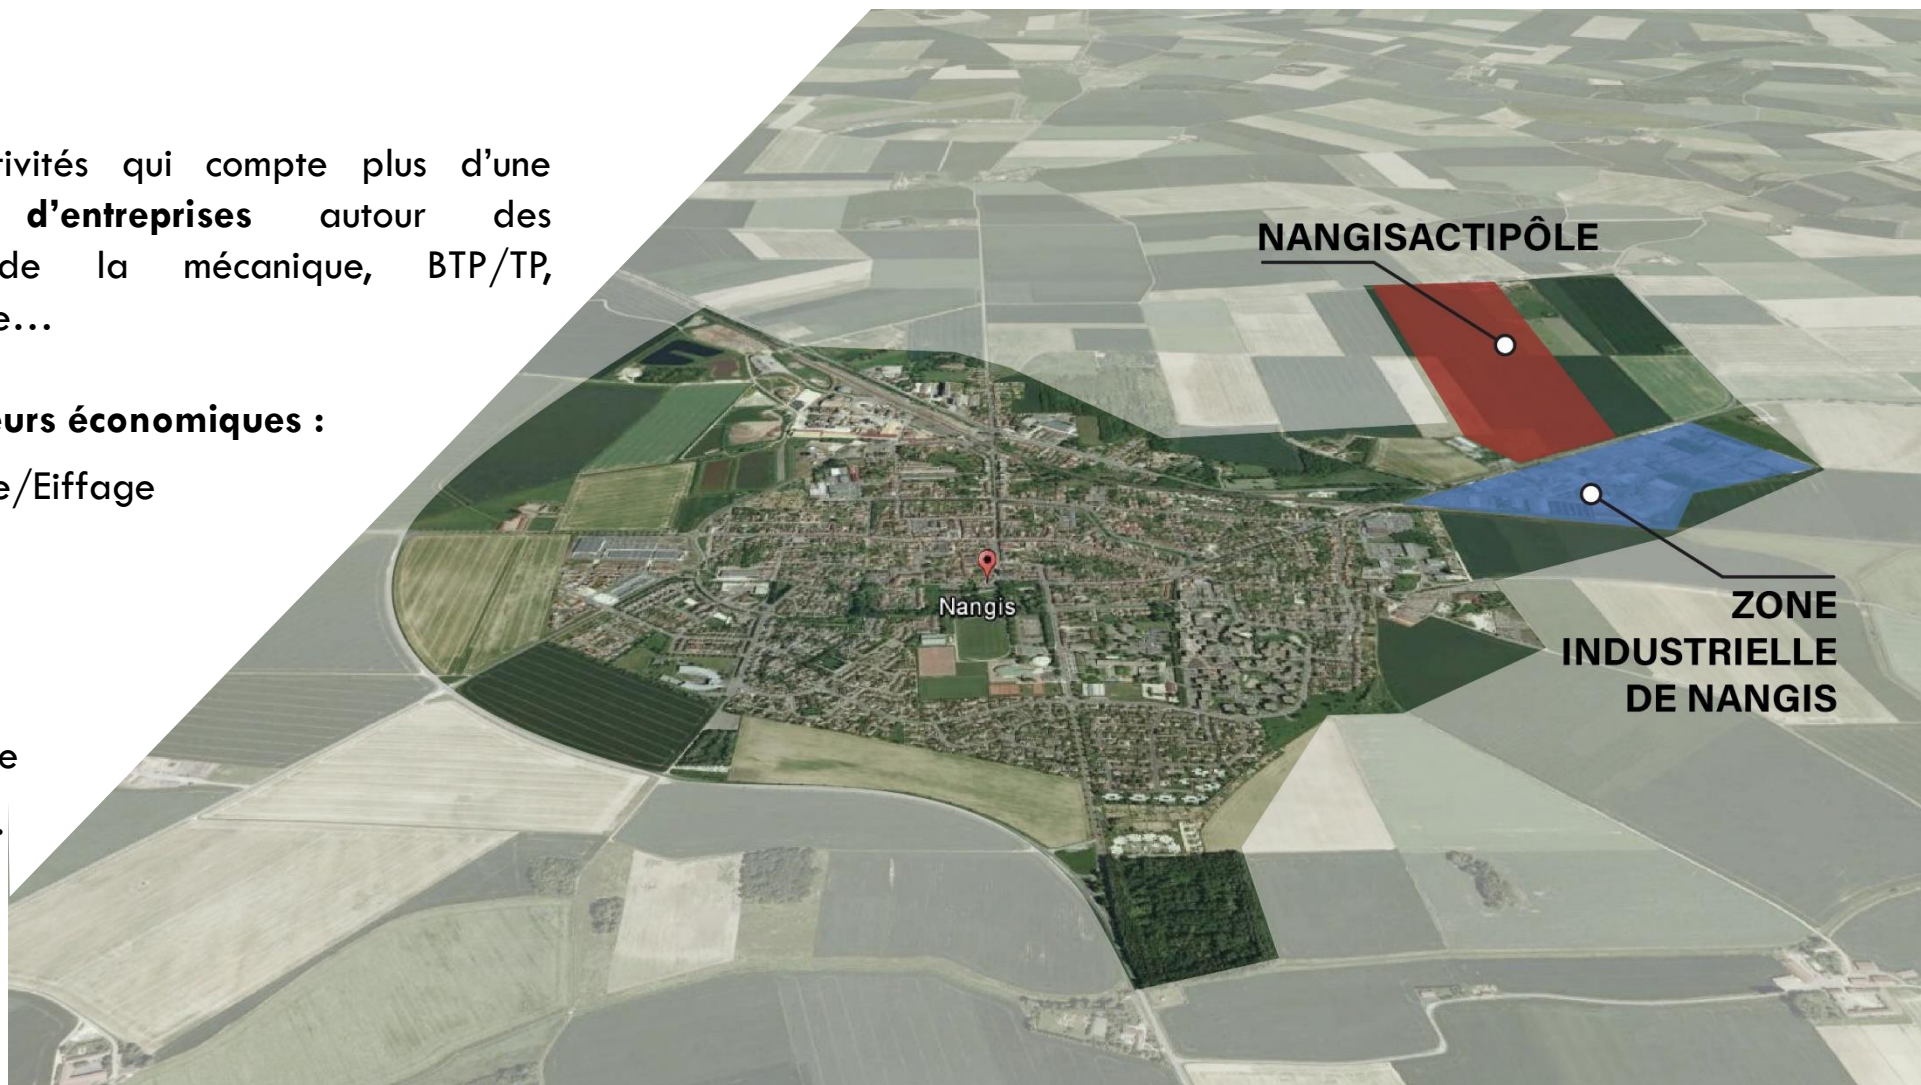 tivités qui compte plus d’une
d’entreprises autour des
de la mécanique, BTP/TP,
e…
eurs économiques :
e/Eiffage
e
.
NANGISACTIPÔLE
Nangis
ZONE
INDUSTRIELLE
DE NANGIS